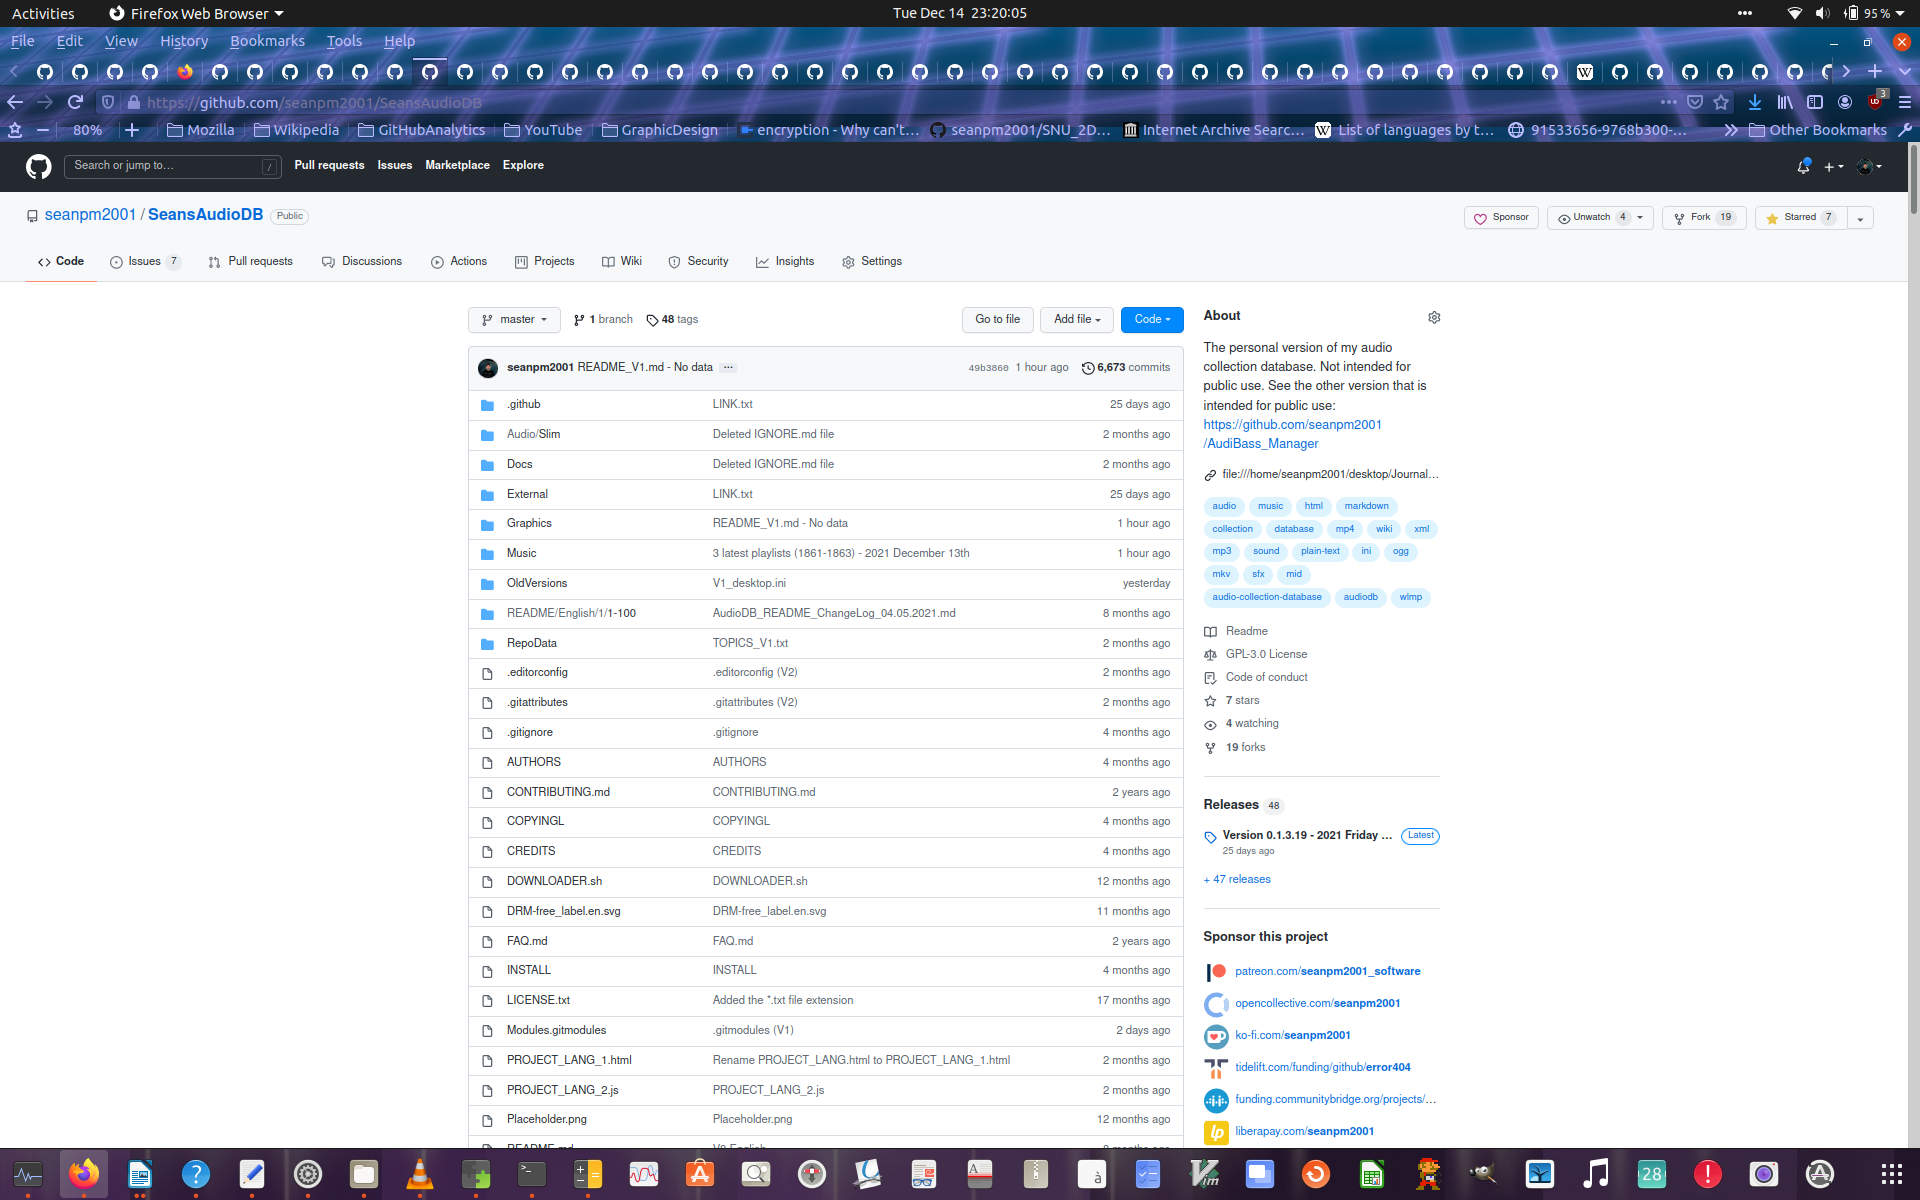 Activities Firefox Web Browser Tue Dec 14 23:20:05 95 %
File Edit View History Bookmarks Tools Help
https://github.com/seanpm2001/SeansAudioDB 3
80% Mozilla Wikipedia GitHubAnalytics YouTube GraphicDesign encryption - Why can't… seanpm2001/SNU_2D… Internet Archive Searc… List of languages by t… 91533656-9768b300-… Other Bookmarks
Search or jump to… / Pull requests Issues Marketplace Explore
seanpm2001 / SeansAudioDB Public Sponsor Unwatch 4 Fork 19 Starred 7
Code Issues 7 Pull requests Discussions Actions Projects Wiki Security Insights Settings
master 1 branch 48 tags Go to file Add file Code
seanpm2001 README_V1.md - No data ... 49b3860 1 hour ago 6,673 commits
.github LINK.txt 25 days ago
Audio/Slim Deleted IGNORE.md file 2 months ago
Docs Deleted IGNORE.md file 2 months ago
External LINK.txt 25 days ago
Graphics README_V1.md - No data 1 hour ago
Music 3 latest playlists (1861-1863) - 2021 December 13th 1 hour ago
OldVersions V1_desktop.ini yesterday
README/English/1/1-100 AudioDB_README_ChangeLog_04.05.2021.md 8 months ago
RepoData TOPICS_V1.txt 2 months ago
.editorconfig .editorconfig (V2) 2 months ago
.gitattributes .gitattributes (V2) 2 months ago
.gitignore .gitignore 4 months ago
AUTHORS AUTHORS 4 months ago
CONTRIBUTING.md CONTRIBUTING.md 2 years ago
COPYINGL COPYINGL 4 months ago
CREDITS CREDITS 4 months ago
DOWNLOADER.sh DOWNLOADER.sh 12 months ago
DRM-free_label.en.svg DRM-free_label.en.svg 11 months ago
FAQ.md FAQ.md 2 years ago
INSTALL INSTALL 4 months ago
LICENSE.txt Added the *.txt file extension 17 months ago
Modules.gitmodules .gitmodules (V1) 2 days ago
PROJECT_LANG_1.html Rename PROJECT_LANG.html to PROJECT_LANG_1.html 2 months ago
PROJECT_LANG_2.js PROJECT_LANG_2.js 2 months ago
Placeholder.png Placeholder.png 12 months ago
About
The personal version of my audio
collection database. Not intended for
public use. See the other version that is
intended for public use:
https://github.com/seanpm2001
/AudiBass_Manager
file:///home/seanpm2001/desktop/Journal…
audio music html markdown
collection database mp4 wiki xml
mp3 sound plain-text ini ogg
mkv sfx mid
audio-collection-database audiodb wlmp
Readme
GPL-3.0 License
Code of conduct
7 stars
4 watching
19 forks
Releases 48
Version 0.1.3.19 - 2021 Friday … Latest
25 days ago
+ 47 releases
Sponsor this project
patreon.com/seanpm2001_software
opencollective.com/seanpm2001
ko-fi.com/seanpm2001
tidelift.com/funding/github/error404
funding.communitybridge.org/projects/…
liberapay.com/seanpm2001
28